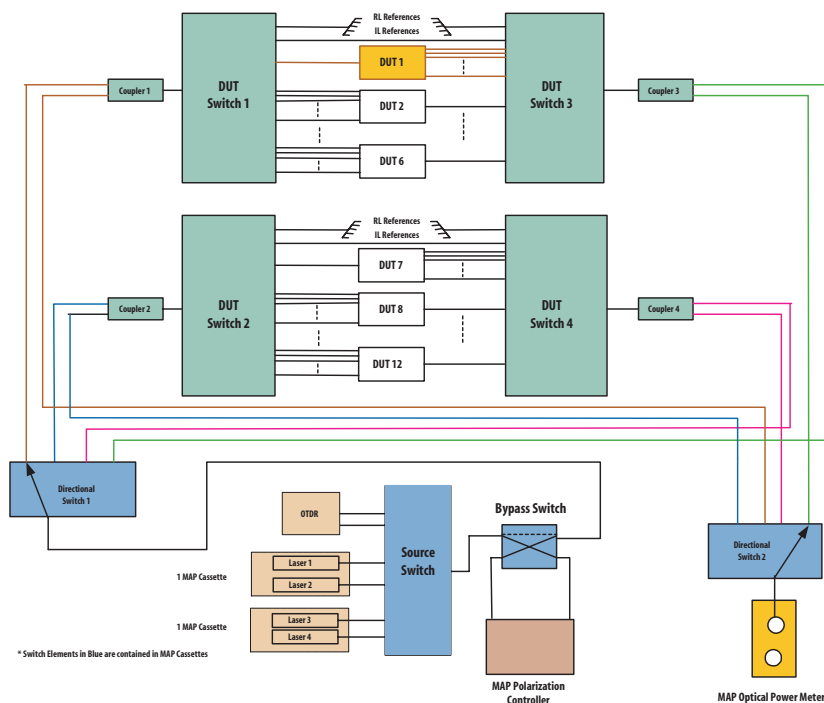 RL References
IL References
DUT 1
Coupler 1
DUT
Switch 1
DUT 2
DUT
Switch 3
Coupler 3
DUT 6
RL References
IL References
DUT 7
Coupler 2
DUT
Switch 2
DUT 8
DUT
Switch 4
Coupler 4
DUT 12
Directional
Switch 1
OTDR
Source
Switch
Bypass Switch
Directional
Switch 2
1 MAP Cassette
Laser 1
Laser 2
1 MAP Cassette
Laser 3
Laser 4
* Switch Elements in Blue are contained in MAP Cassettes
MAP Polarization
Controller
MAP Optical Power Meter